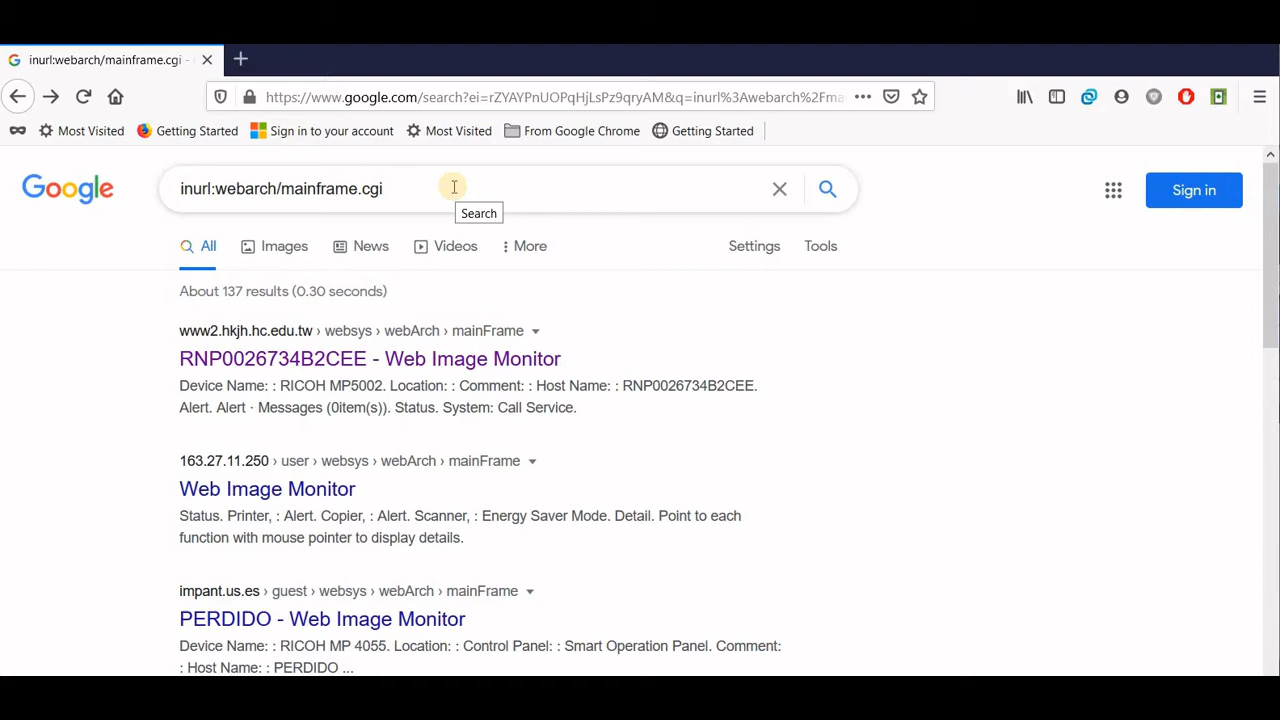 inurl:webarch/mainframe.cgi -
https://www.google.com/search?ei=rZYAYPnUOPqHjLsPz9qryAM&q=inurl%3Awebarch%2Fma
Most Visited Getting Started Sign in to your account Most Visited From Google Chrome Getting Started
Google inurl:webarch/mainframe.cgi Sign in
Search
All Images News Videos More Settings Tools
About 137 results (0.30 seconds)
www2.hkjh.hc.edu.tw › websys › webArch › mainFrame
RNP0026734B2CEE - Web Image Monitor
Device Name: : RICOH MP5002. Location: : Comment: : Host Name: : RNP0026734B2CEE.
Alert. Alert · Messages (0item(s)). Status. System: Call Service.
163.27.11.250 › user › websys › webArch › mainFrame
Web Image Monitor
Status. Printer, : Alert. Copier, : Alert. Scanner, : Energy Saver Mode. Detail. Point to each
function with mouse pointer to display details.
impant.us.es › guest › websys › webArch › mainFrame
PERDIDO - Web Image Monitor
Device Name: : RICOH MP 4055. Location: : Control Panel: : Smart Operation Panel. Comment:
: Host Name: : PERDIDO ...